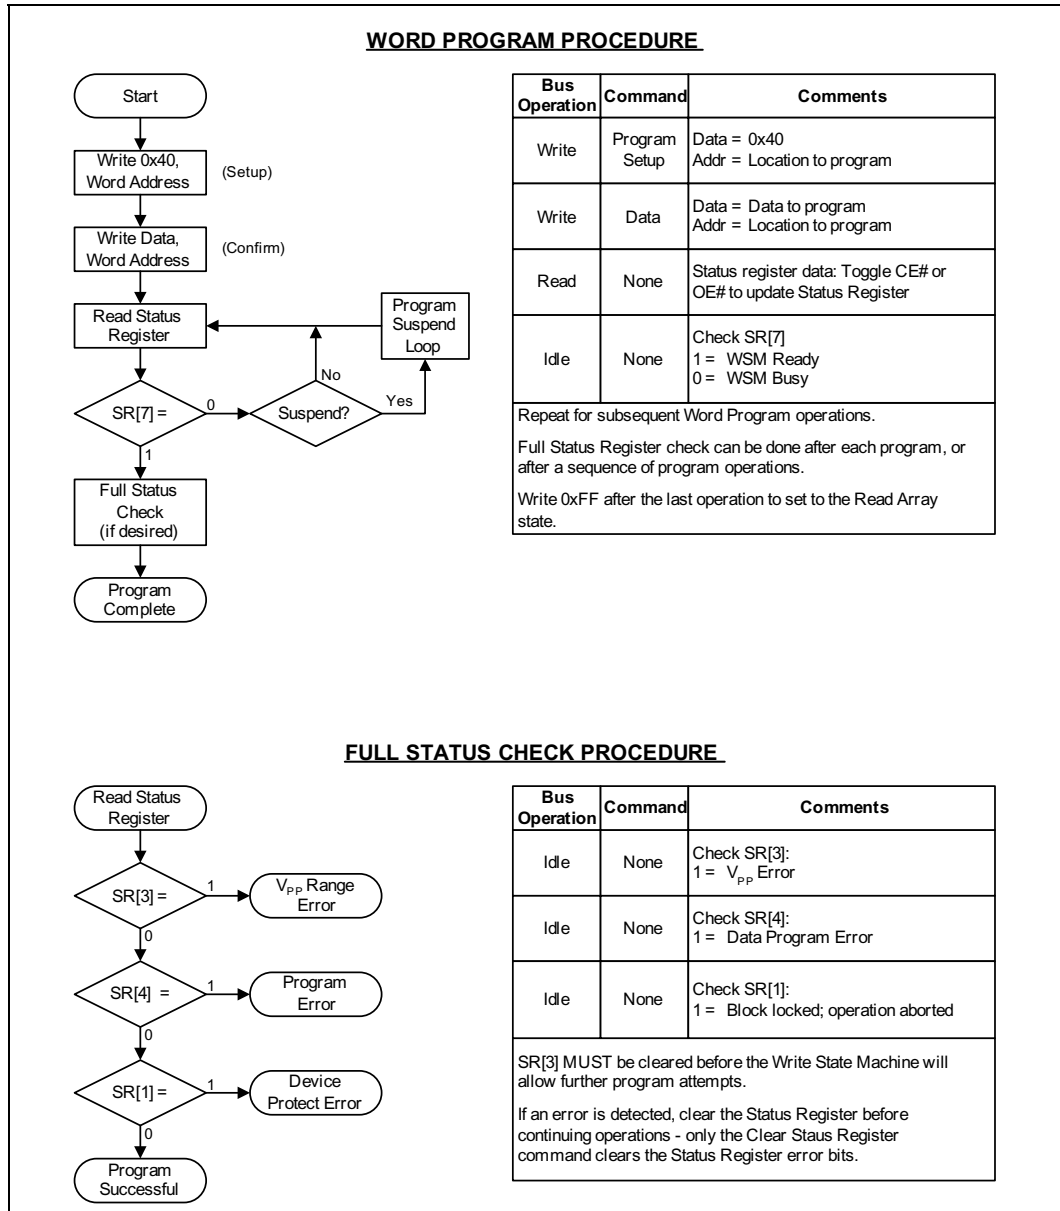 WORD PROGRAM PROCEDURE
Start
Write 0x40,
Word Address
(Setup)
Write Data,
Word Address
(Confirm)
Read Status
Register
Program
Suspend
Loop
No
SR[7] =
0
Suspend?
Yes
1
Full Status
Check
(if desired)
Program
Complete
Bus
Operation
Command
Comments
Write
Program
Setup
Data = 0x40
Addr = Location to program
Write
Data
Data = Data to program
Addr = Location to program
Read
None
Status register data: Toggle CE# or
OE# to update Status Register
Idle
None
Check SR[7]
1 = WSM Ready
0 = WSM Busy
Repeat for subsequent Word Program operations.
Full Status Register check can be done after each program, or
after a sequence of program operations.
Write 0xFF after the last operation to set to the Read Array
state.
FULL STATUS CHECK PROCEDURE
Read Status
Register
SR[3] =
1
VPP Range
Error
0
SR[4] =
1
Program
Error
0
SR[1] =
1
Device
Protect Error
0
Program
Successful
Bus
Operation
Command
Comments
Idle
None
Check SR[3]:
1 = VPP Error
Idle
None
Check SR[4]:
1 = Data Program Error
Idle
None
Check SR[1]:
1 = Block locked; operation aborted
SR[3] MUST be cleared before the Write State Machine will
allow further program attempts.
If an error is detected, clear the Status Register before
continuing operations - only the Clear Staus Register
command clears the Status Register error bits.